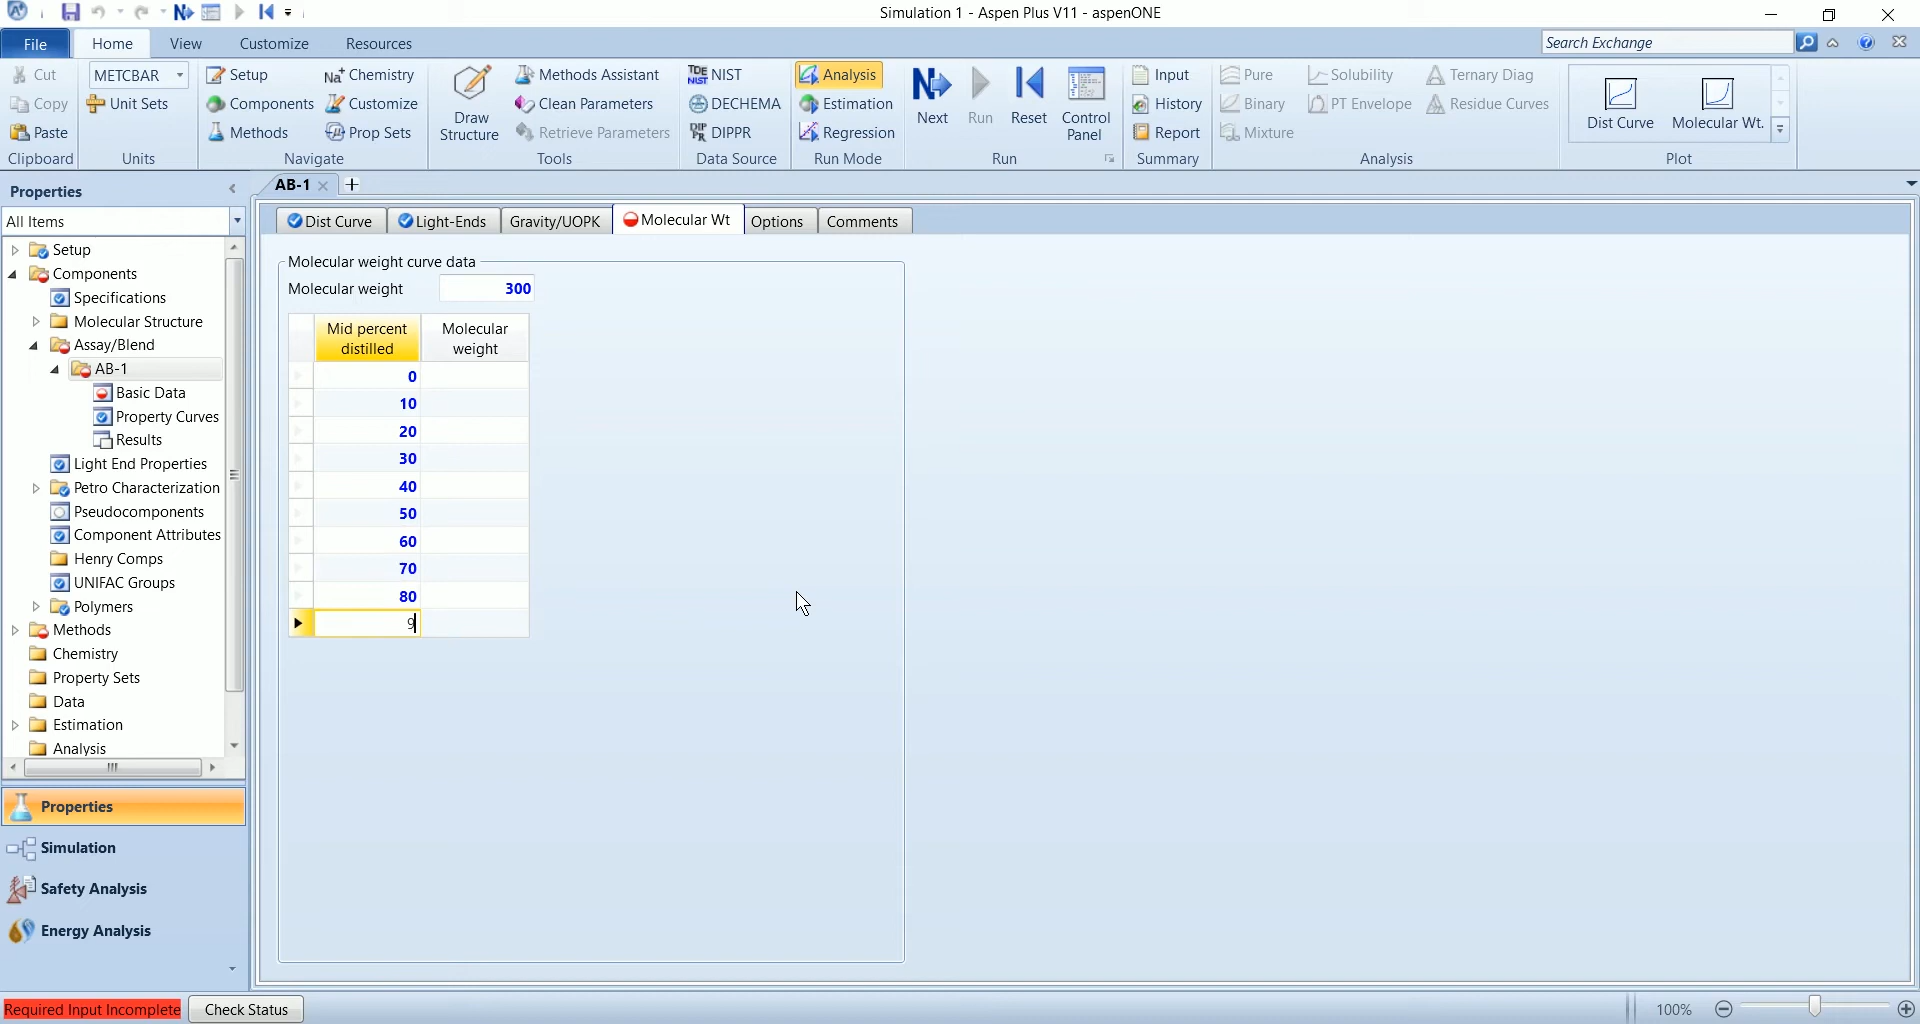 Simulation 1 - Aspen Plus V11 - aspenONE
File
Home
View
Customize
Resources
Search Exchange
Cut
Copy
Paste
Clipboard
METCBAR
Unit Sets
Units
Setup
Components
Methods
Na+ Chemistry
Customize
Prop Sets
Navigate
Draw
Structure
Methods Assistant
Clean Parameters
Retrieve Parameters
Tools
NIST
DECHEMA
DIPPR
Data Source
Analysis
Estimation
Regression
Run Mode
Next
Run
Reset
Control
Panel
Run
Input
History
Report
Summary
Pure
Binary
Mixture
Solubility
PT Envelope
Ternary Diag
Residue Curves
Analysis
Dist Curve
Molecular Wt.
Plot
Properties
All Items
Setup
Components
Specifications
Molecular Structure
Assay/Blend
AB-1
Basic Data
Property Curves
Results
Light End Properties
Petro Characterization
Pseudocomponents
Component Attributes
Henry Comps
UNIFAC Groups
Polymers
Methods
Chemistry
Property Sets
Data
Estimation
Analysis
Properties
Simulation
Safety Analysis
Energy Analysis
AB-1
Dist Curve
Light-Ends
Gravity/UOPK
Molecular Wt
Options
Comments
Molecular weight curve data
Molecular weight 300
Mid percent
distilled
Molecular
weight
0
10
20
30
40
50
60
70
80
9
Required Input Incomplete
Check Status
100%